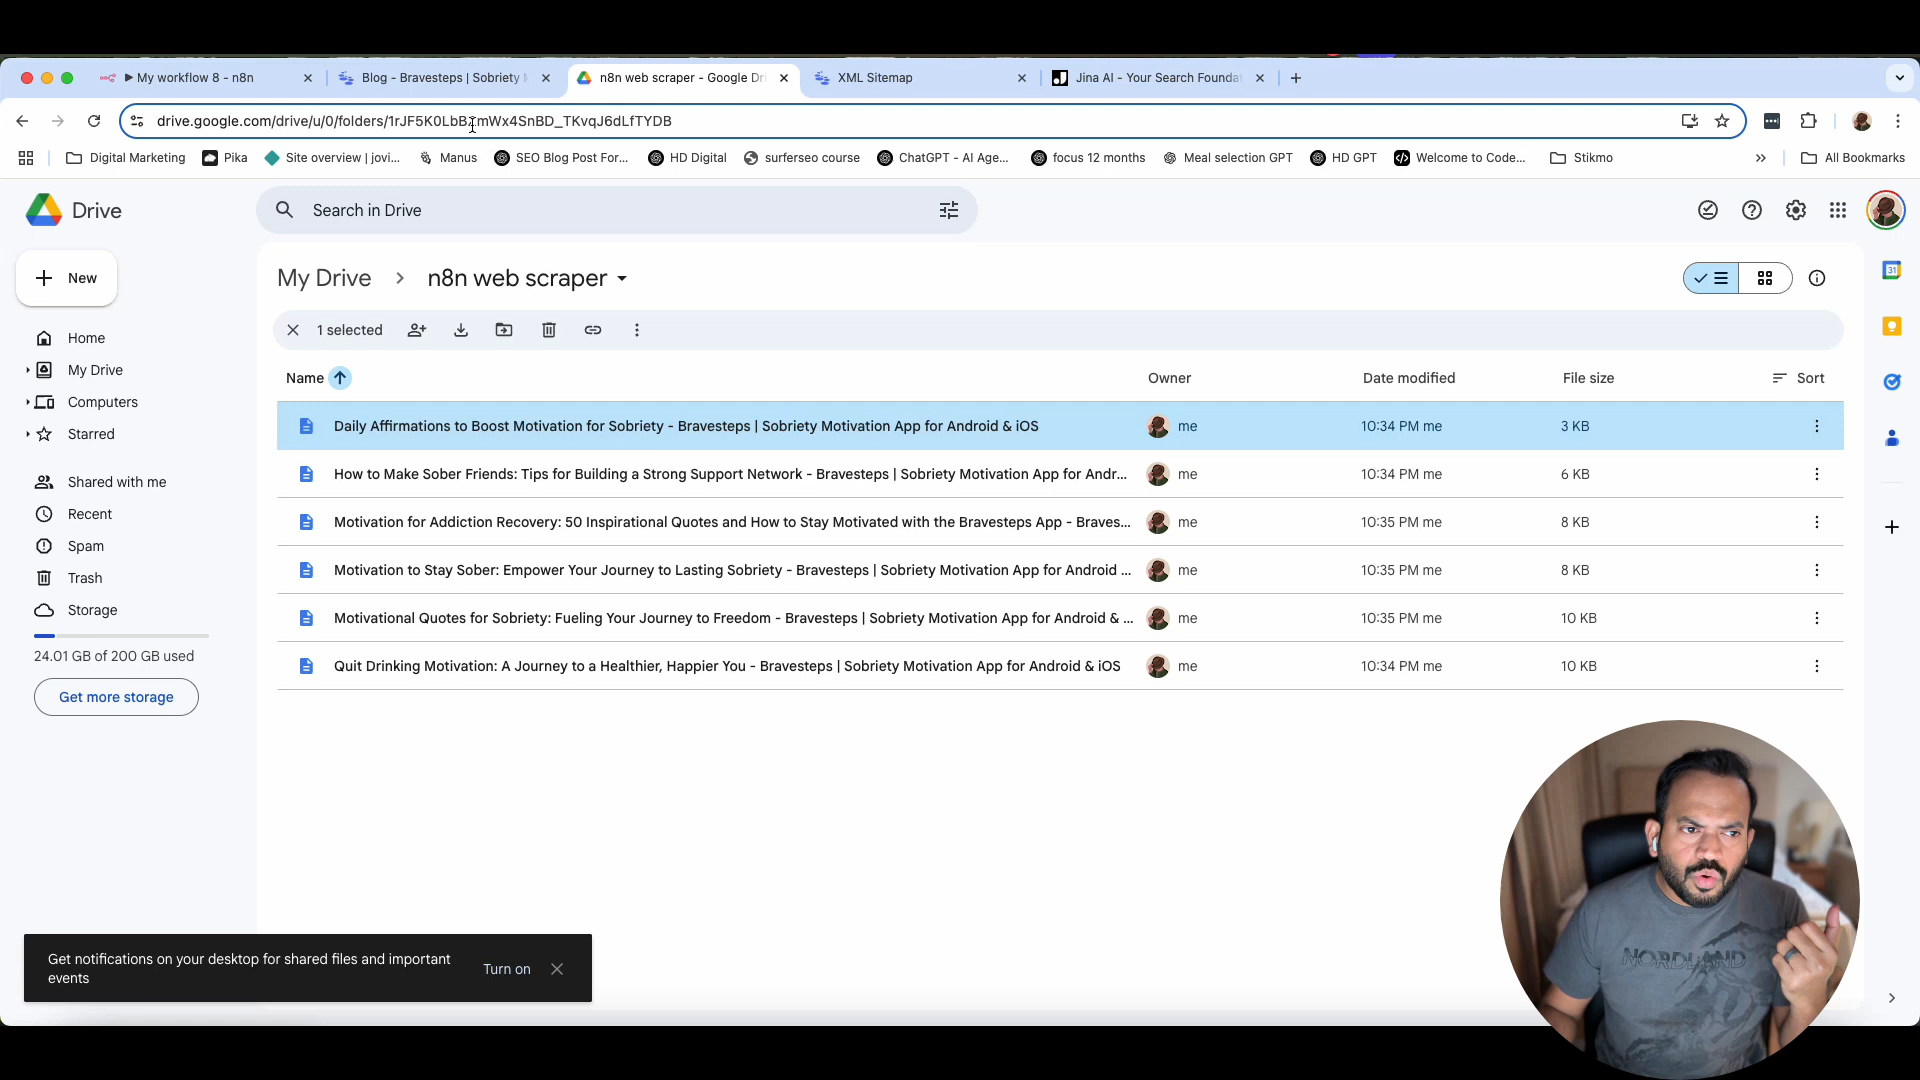 My workflow 8 - n8n
Blog - Bravesteps | Sobriety
n8n web scraper - Google Dri
XML Sitemap
Jina AI - Your Search Founda
Digital Marketing
Pika
Site overview | jovi...
Manus
SEO Blog Post For...
HD Digital
surferseo course
ChatGPT - AI Age...
focus 12 months
Meal selection GPT
HD GPT
Welcome to Code...
Stikmo
All Bookmarks
Drive
Search in Drive
New
My Drive > n8n web scraper
1 selected
Home
My Drive
Computers
Starred
Shared with me
Recent
Spam
Trash
Storage
24.01 GB of 200 GB used
Get more storage
Name Owner Date modified File size Sort
Daily Affirmations to Boost Motivation for Sobriety - Bravesteps | Sobriety Motivation App for Android & iOS me 10:34 PM me 3 KB
How to Make Sober Friends: Tips for Building a Strong Support Network - Bravesteps | Sobriety Motivation App for Andr... me 10:34 PM me 6 KB
Motivation for Addiction Recovery: 50 Inspirational Quotes and How to Stay Motivated with the Bravesteps App - Braves... me 10:35 PM me 8 KB
Motivation to Stay Sober: Empower Your Journey to Lasting Sobriety - Bravesteps | Sobriety Motivation App for Android ... me 10:35 PM me 8 KB
Motivational Quotes for Sobriety: Fueling Your Journey to Freedom - Bravesteps | Sobriety Motivation App for Android & ... me 10:35 PM me 10 KB
Quit Drinking Motivation: A Journey to a Healthier, Happier You - Bravesteps | Sobriety Motivation App for Android & iOS me 10:34 PM me 10 KB
31
Get notifications on your desktop for shared files and important
events
Turn on
NORDLAND